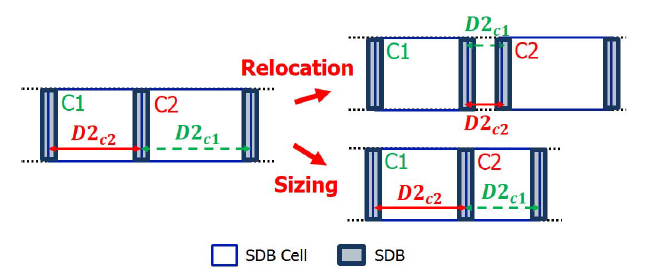 C1
C2
D2c2
D2c1
Relocation
Sizing
D2c1
C1
C2
D2c2
C1
C2
D2c2
D2c1
SDB Cell
SDB